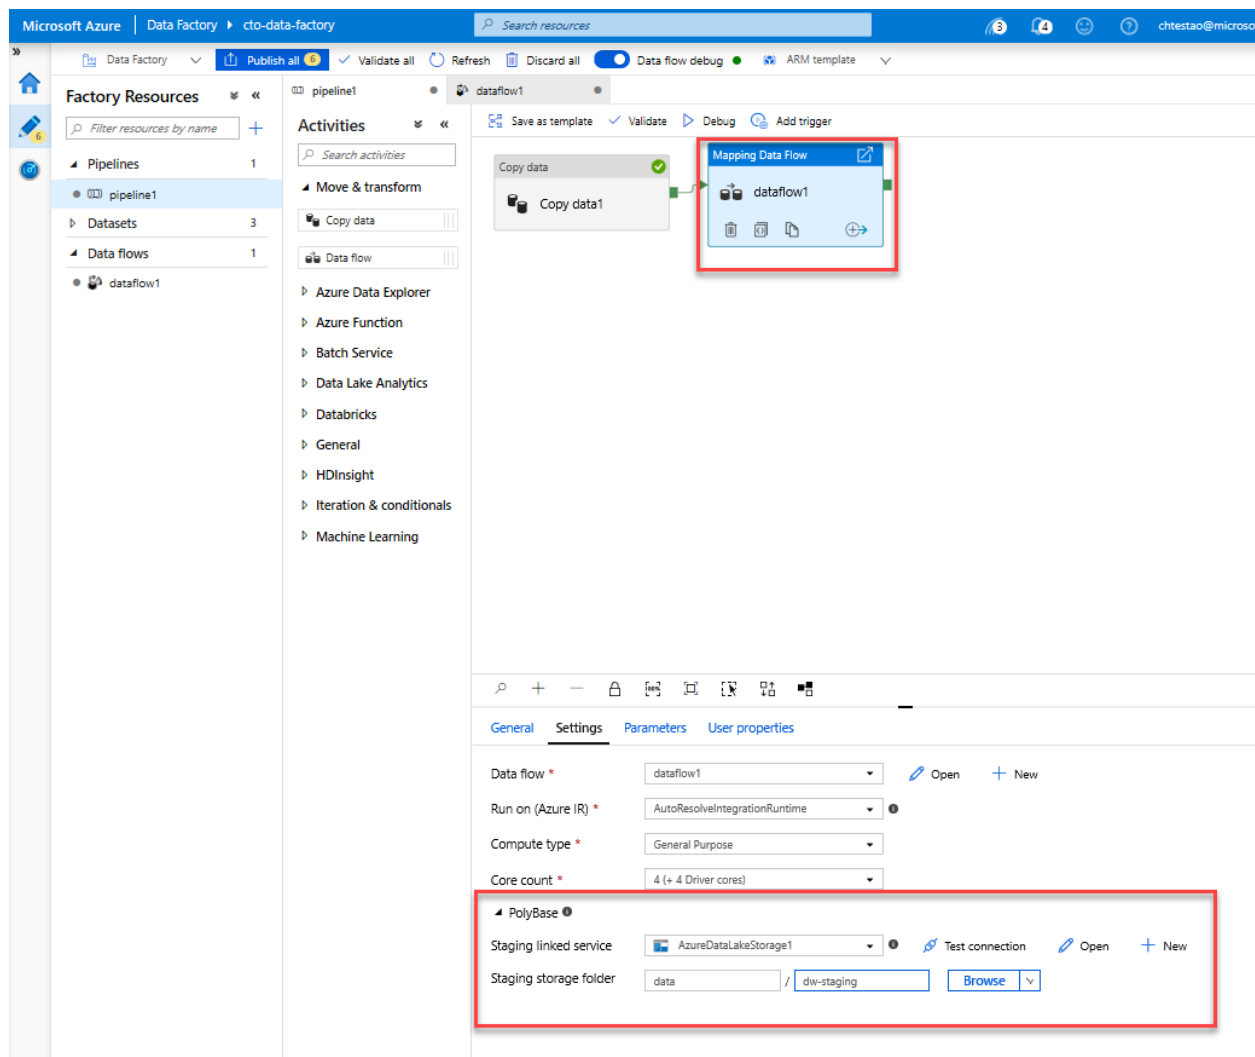 Microsoft Azure Data Factory cto-data-factory Search resources 3 4 chtestao@microso
Data Factory Publish all 6 Validate all Refresh Discard all Data flow debug ARM template
Factory Resources
Filter resources by name
6
Pipelines 1
pipeline1
Datasets 3
Data flows 1
dataflow1
pipeline1 dataflow1
Activities
Search activities
Move & transform
Copy data
Data flow
Azure Data Explorer
Azure Function
Batch Service
Data Lake Analytics
Databricks
General
HDInsight
Iteration & conditionals
Machine Learning
Save as template Validate Debug Add trigger
Copy data
Copy data1
Mapping Data Flow
dataflow1
100%
General Settings Parameters User properties
Data flow * dataflow1 Open New
Run on (Azure IR) * AutoResolveIntegrationRuntime
Compute type * General Purpose
Core count * 4 (+ 4 Driver cores)
PolyBase
Staging linked service AzureDataLakeStorage1 Test connection Open New
Staging storage folder data / dw-staging Browse